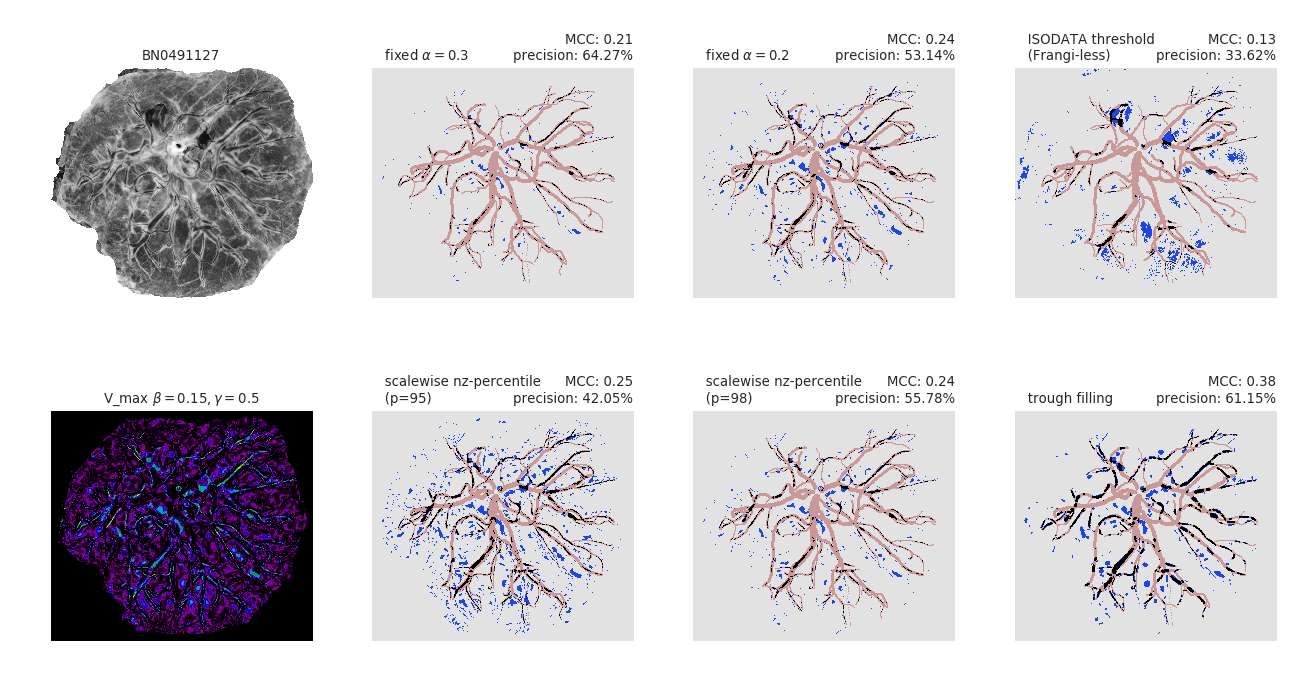 BN0491127
MCC: 0.21
fixed α = 0.3 precision: 64.27%
MCC: 0.24
fixed α = 0.2 precision: 53.14%
ISODATA threshold MCC: 0.13
(Frangi-less) precision: 33.62%
V_max β = 0.15, γ = 0.5
scalewise nz-percentile MCC: 0.25
(p=95) precision: 42.05%
scalewise nz-percentile MCC: 0.24
(p=98) precision: 55.78%
MCC: 0.38
trough filling precision: 61.15%